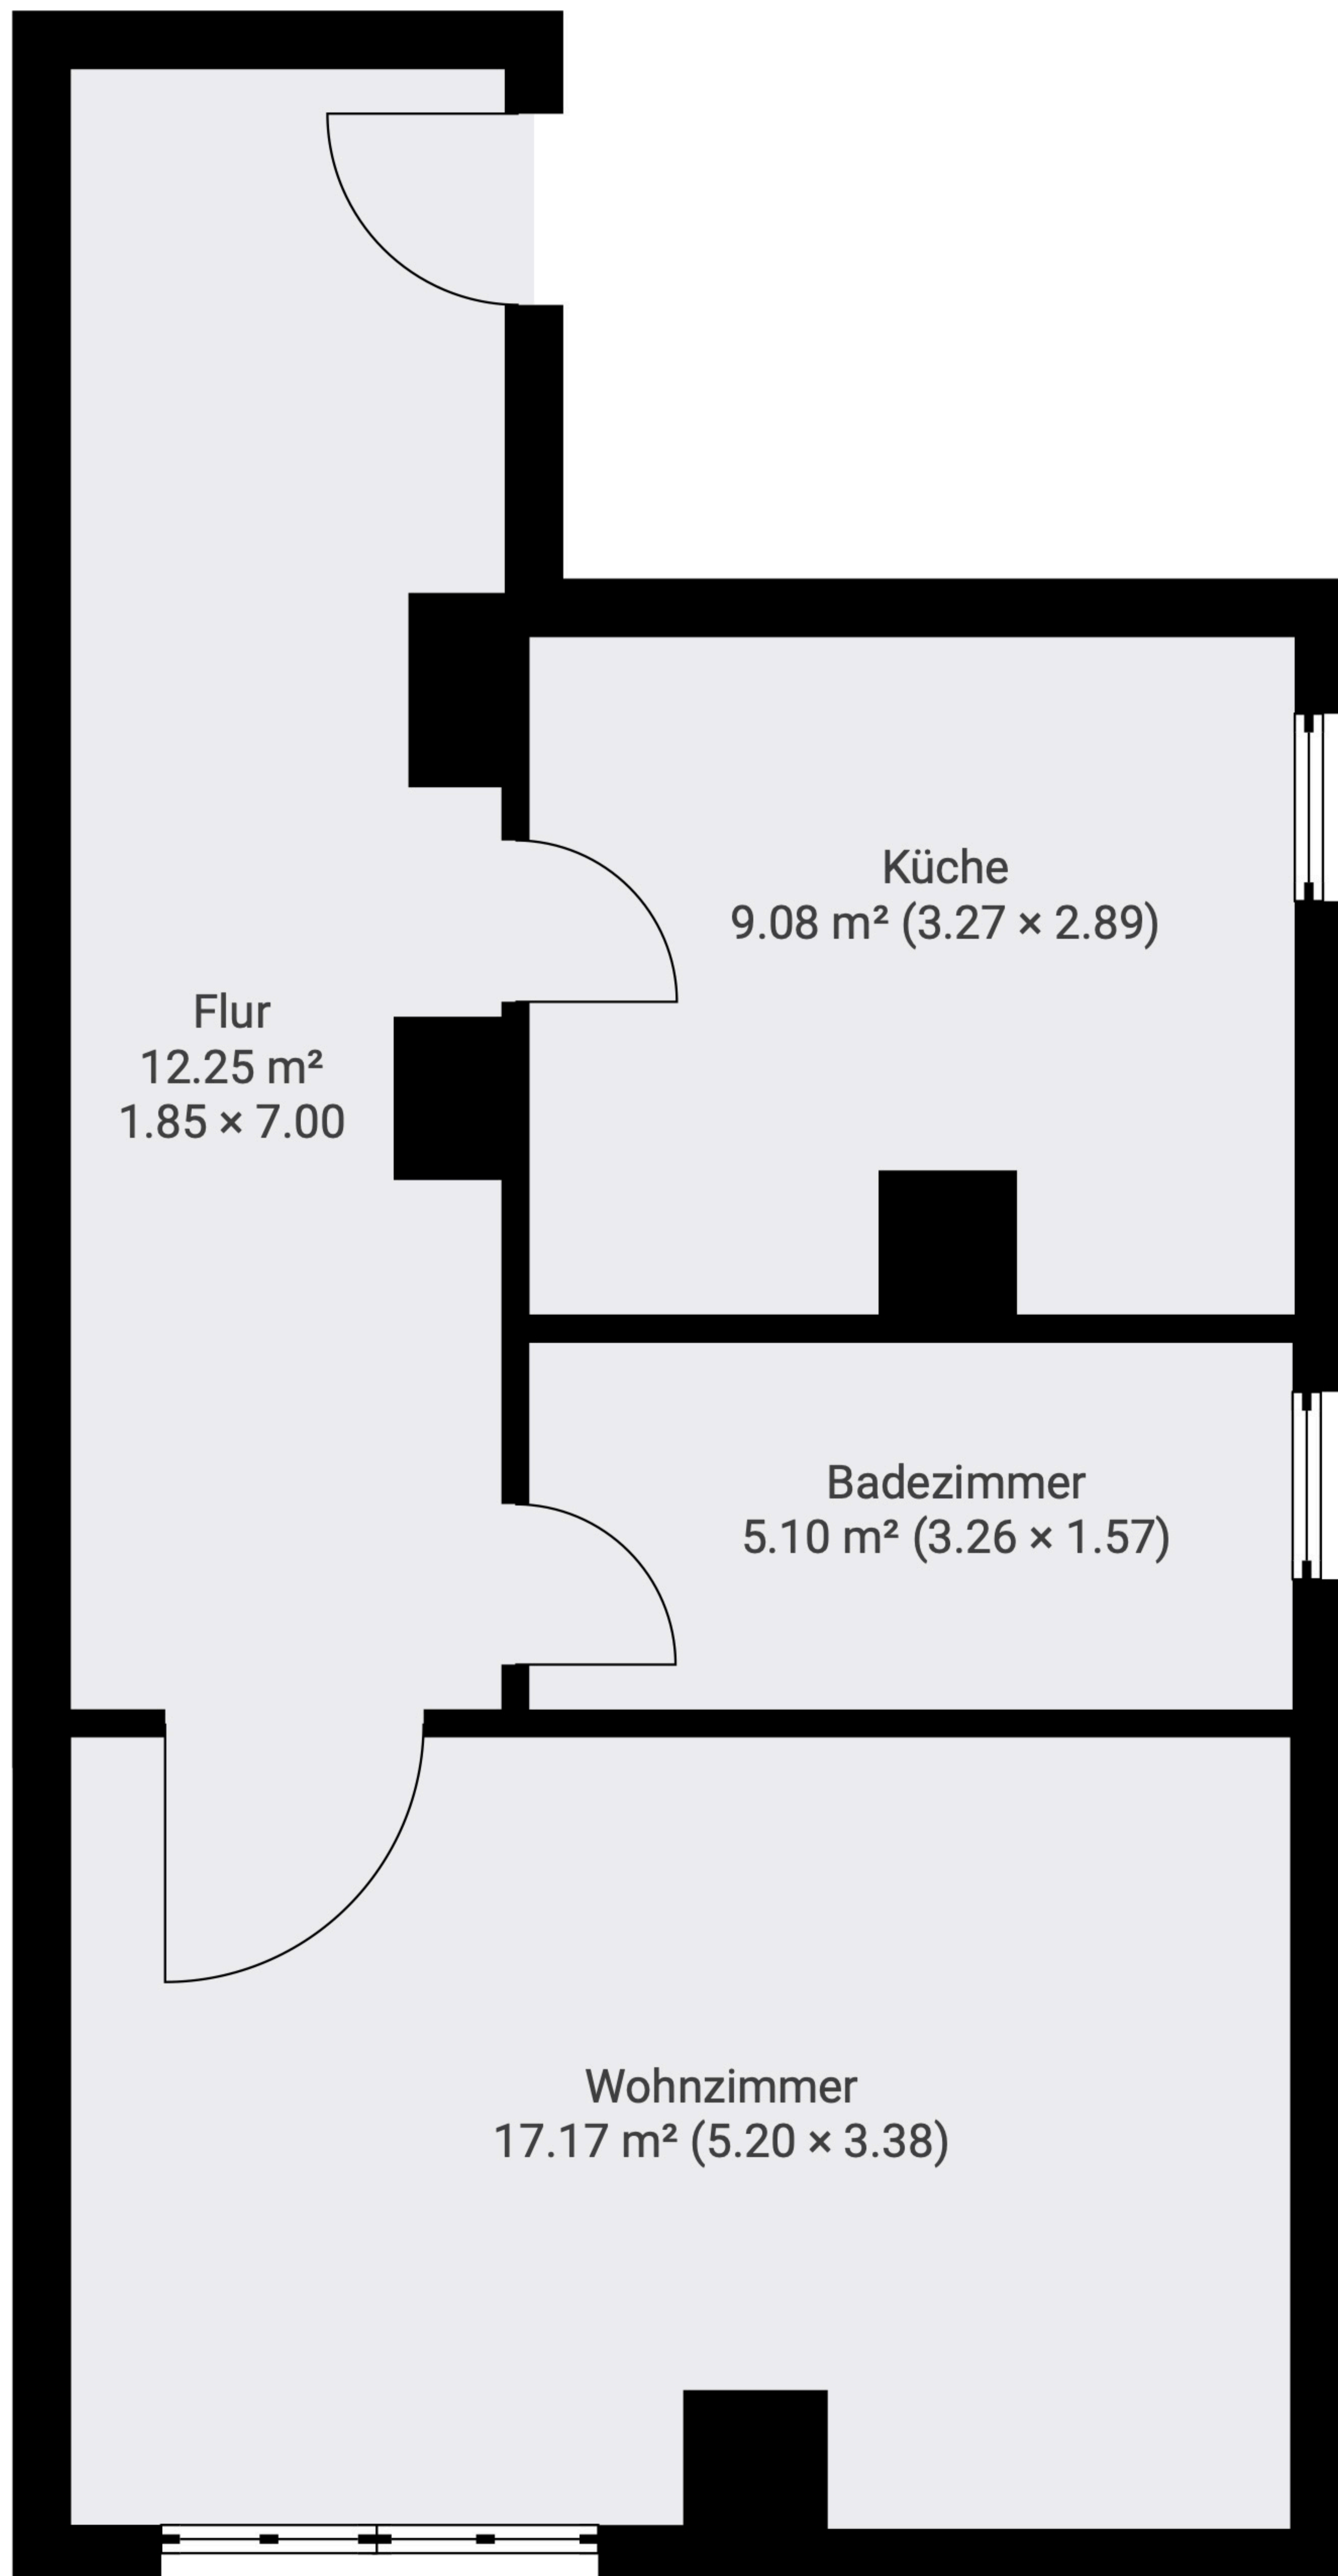 Küche
9.08 m² (3.27 × 2.89)
Flur
12.25 m²
1.85 × 7.00
Badezimmer
5.10 m² (3.26 × 1.57)
Wohnzimmer
17.17 m² (5.20 × 3.38)